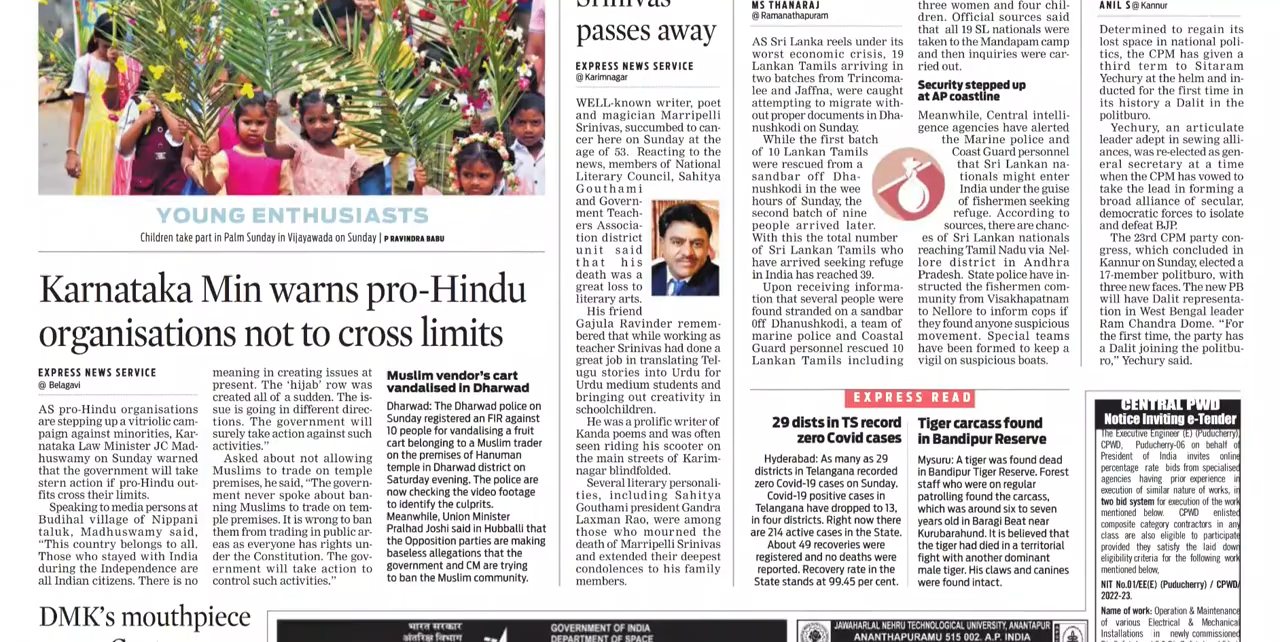 YOUNG ENTHUSIASTS
Children take part in Palm Sunday in Vijayawada on Sunday | P RAVINDRA BABU
Karnataka Min warns pro-Hindu
organisations not to cross limits
EXPRESS NEWS SERVICE
@ Belagavi
AS pro-Hindu organisations
are stepping up a vitriolic cam-
paign against minorities, Kar-
nataka Law Minister JC Mad-
huswamy on Sunday warned
that the government will take
stern action if pro-Hindu out-
fits cross their limits.
Speaking to media persons at
Budihal village of Nippani
taluk, Madhuswamy said,
“This country belongs to all.
Those who stayed with India
during the Independence are
all Indian citizens. There is no
meaning in creating issues at
present. The ‘hijab’ row was
created all of a sudden. The is-
sue is going in different direc-
tions. The government will
surely take action against such
activities.”
Asked about not allowing
Muslims to trade on temple
premises, he said, “The govern-
ment never spoke about ban-
ning Muslims to trade on tem-
ple premises. It is wrong to ban
them from trading in public ar-
eas as everyone has rights un-
der the Constitution. The gov-
ernment will take action to
control such activities.”
Muslim vendor’s cart
vandalised in Dharwad
Dharwad: The Dharwad police on
Sunday registered an FIR against
10 people for vandalising a fruit
cart belonging to a Muslim trader
on the premises of Hanuman
temple in Dharwad district on
Saturday evening. The police are
now checking the video footage
to identify the culprits.
Meanwhile, Union Minister
Pralhad Joshi said in Hubballi that
the Opposition parties are making
baseless allegations that the
government and CM are trying
to ban the Muslim community.
DMK’s mouthpiece
Srinivas
passes away
EXPRESS NEWS SERVICE
@ Karimnagar
WELL-known writer, poet
and magician Marripelli
Srinivas, succumbed to can-
cer here on Sunday at the
age of 53. Reacting to the
news, members of National
Literary Council, Sahitya
Gouthami
and Govern-
ment Teach-
ers Associa-
tion district
unit said
that his
death was a
great loss to
literary arts.
His friend
Gajula Ravinder remem-
bered that while working as
teacher Srinivas had done a
great job in translating Tel-
ugu stories into Urdu for
Urdu medium students and
bringing out creativity in
schoolchildren.
He was a prolific writer of
Kanda poems and was often
seen riding his scooter on
the main streets of Karim-
nagar blindfolded.
Several literary personali-
ties, including Sahitya
Gouthami president Gandra
Laxman Rao, were among
those who mourned the
death of Marripelli Srinivas
and extended their deepest
condolences to his family
members.
MS THANARAJ
@ Ramanathapuram
AS Sri Lanka reels under its
worst economic crisis, 19
Lankan Tamils arriving in
two batches from Trincoma-
lee and Jaffna, were caught
attempting to migrate with-
out proper documents in Dha-
nushkodi on Sunday.
While the first batch
of 10 Lankan Tamils
were rescued from a
sandbar off Dha-
nushkodi in the wee
hours of Sunday, the
second batch of nine
people arrived later.
With this the total number
of Sri Lankan Tamils who
have arrived seeking refuge
in India has reached 39.
Upon receiving informa-
tion that several people were
found stranded on a sandbar
0ff Dhanushkodi, a team of
marine police and Coastal
Guard personnel rescued 10
Lankan Tamils including
three women and four chil-
dren. Official sources said
that all 19 SL nationals were
taken to the Mandapam camp
and then inquiries were car-
ried out.
Security stepped up
at AP coastline
Meanwhile, Central intelli-
gence agencies have alerted
the Marine police and
Coast Guard personnel
that Sri Lankan na-
tionals might enter
India under the guise
of fishermen seeking
refuge. According to
sources, there are chanc-
es of Sri Lankan nationals
reaching Tamil Nadu via Nel-
lore district in Andhra
Pradesh. State police have in-
structed the fishermen com-
munity from Visakhapatnam
to Nellore to inform cops if
they found anyone suspicious
movement. Special teams
have been formed to keep a
vigil on suspicious boats.
ANIL S @ Kannur
Determined to regain its
lost space in national poli-
tics, the CPM has given a
third term to Sitaram
Yechury at the helm and in-
ducted for the first time in
its history a Dalit in the
politburo.
Yechury, an articulate
leader adept in sewing alli-
ances, was re-elected as gen-
eral secretary at a time
when the CPM has vowed to
take the lead in forming a
broad alliance of secular,
democratic forces to isolate
and defeat BJP.
The 23rd CPM party con-
gress, which concluded in
Kannur on Sunday, elected a
17-member politburo, with
three new faces. The new PB
will have Dalit representa-
tion in West Bengal leader
Ram Chandra Dome. “For
the first time, the party has
a Dalit joining the politbu-
ro,” Yechury said.
EXPRESS READ
29 dists in TS record
zero Covid cases
Hyderabad: As many as 29
districts in Telangana recorded
zero Covid-19 cases on Sunday.
Covid-19 positive cases in
Telangana have dropped to 13,
in four districts. Right now there
are 214 active cases in the State.
About 49 recoveries were
registered and no deaths were
reported. Recovery rate in the
State stands at 99.45 per cent.
Tiger carcass found
in Bandipur Reserve
Mysuru: A tiger was found dead
in Bandipur Tiger Reserve. Forest
staff who were on regular
patrolling found the carcass,
which was around six to seven
years old in Baragi Beat near
Kurubarahund. It is believed that
the tiger had died in a territorial
fight with another dominant
male tiger. His claws and canines
were found intact.
CENTRAL PWD
Notice Inviting e-Tender
The Executive Engineer (E) (Puducherry),
CPWD, Puducherry-06 on behalf of
President of India invites online
percentage rate bids from specialised
agencies having prior experience in
execution of similar nature of works, in
two bid system for execution of the work
mentioned below. CPWD enlisted
composite category contractors in any
class are also eligible to participate
provided they satisfy the laid down
eligibility criteria for the following work
mentioned below,
NIT No.01/EE(E) (Puducherry) / CPWD/
2022-23.
Name of work: Operation & Maintenance
of various Electrical & Mechanical
Installations in newly commissioned
भारत सरकार
अंतरिक्ष विभाग
GOVERNMENT OF INDIA
DEPARTMENT OF SPACE
JAWAHARLAL NEHRU TECHNOLOGICAL UNIVERSITY, ANANTAPUR
ANANTHAPURAMU 515 002. A.P. INDIA